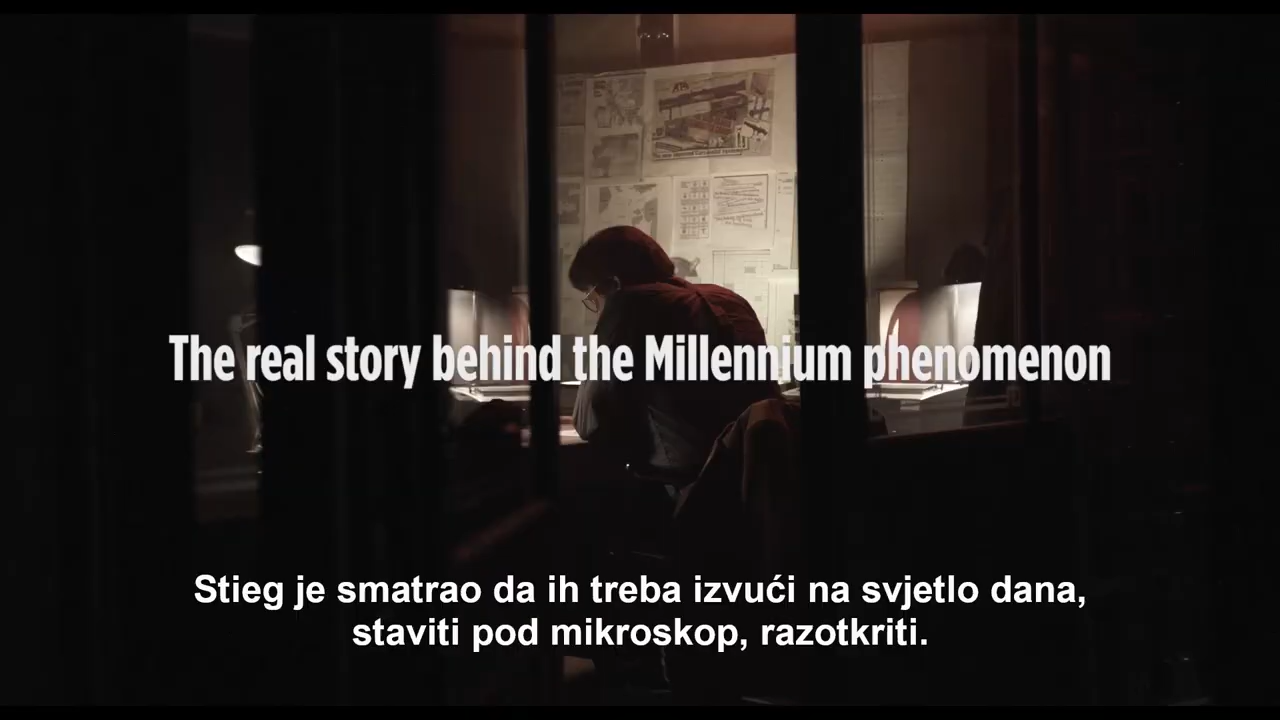 The real story behind the Millennium phenomenon
Stieg je smatrao da ih treba izvući na svjetlo dana,
staviti pod mikroskop, razotkriti.